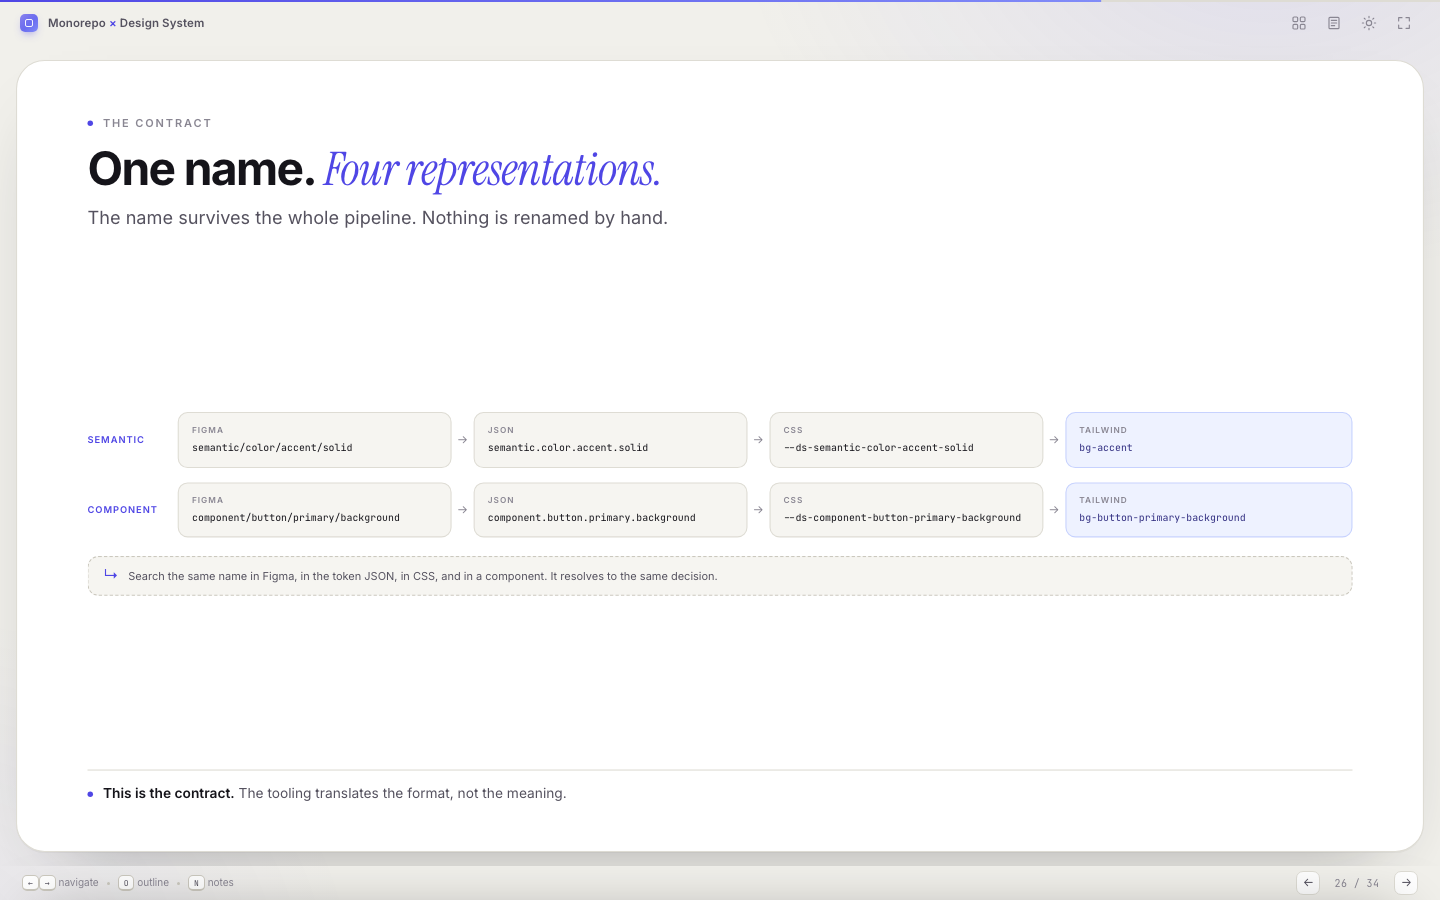 Monorepo × Design System
THE CONTRACT
One name. Four representations.
The name survives the whole pipeline. Nothing is renamed by hand.
SEMANTIC
FIGMA
semantic/color/accent/solid
→
JSON
semantic.color.accent.solid
→
CSS
--ds-semantic-color-accent-solid
→
TAILWIND
bg-accent
COMPONENT
FIGMA
component/button/primary/background
→
JSON
component.button.primary.background
→
CSS
--ds-component-button-primary-background
→
TAILWIND
bg-button-primary-background
Search the same name in Figma, in the token JSON, in CSS, and in a component. It resolves to the same decision.
This is the contract. The tooling translates the format, not the meaning.
← → navigate • O outline • N notes
← 26 / 34 →